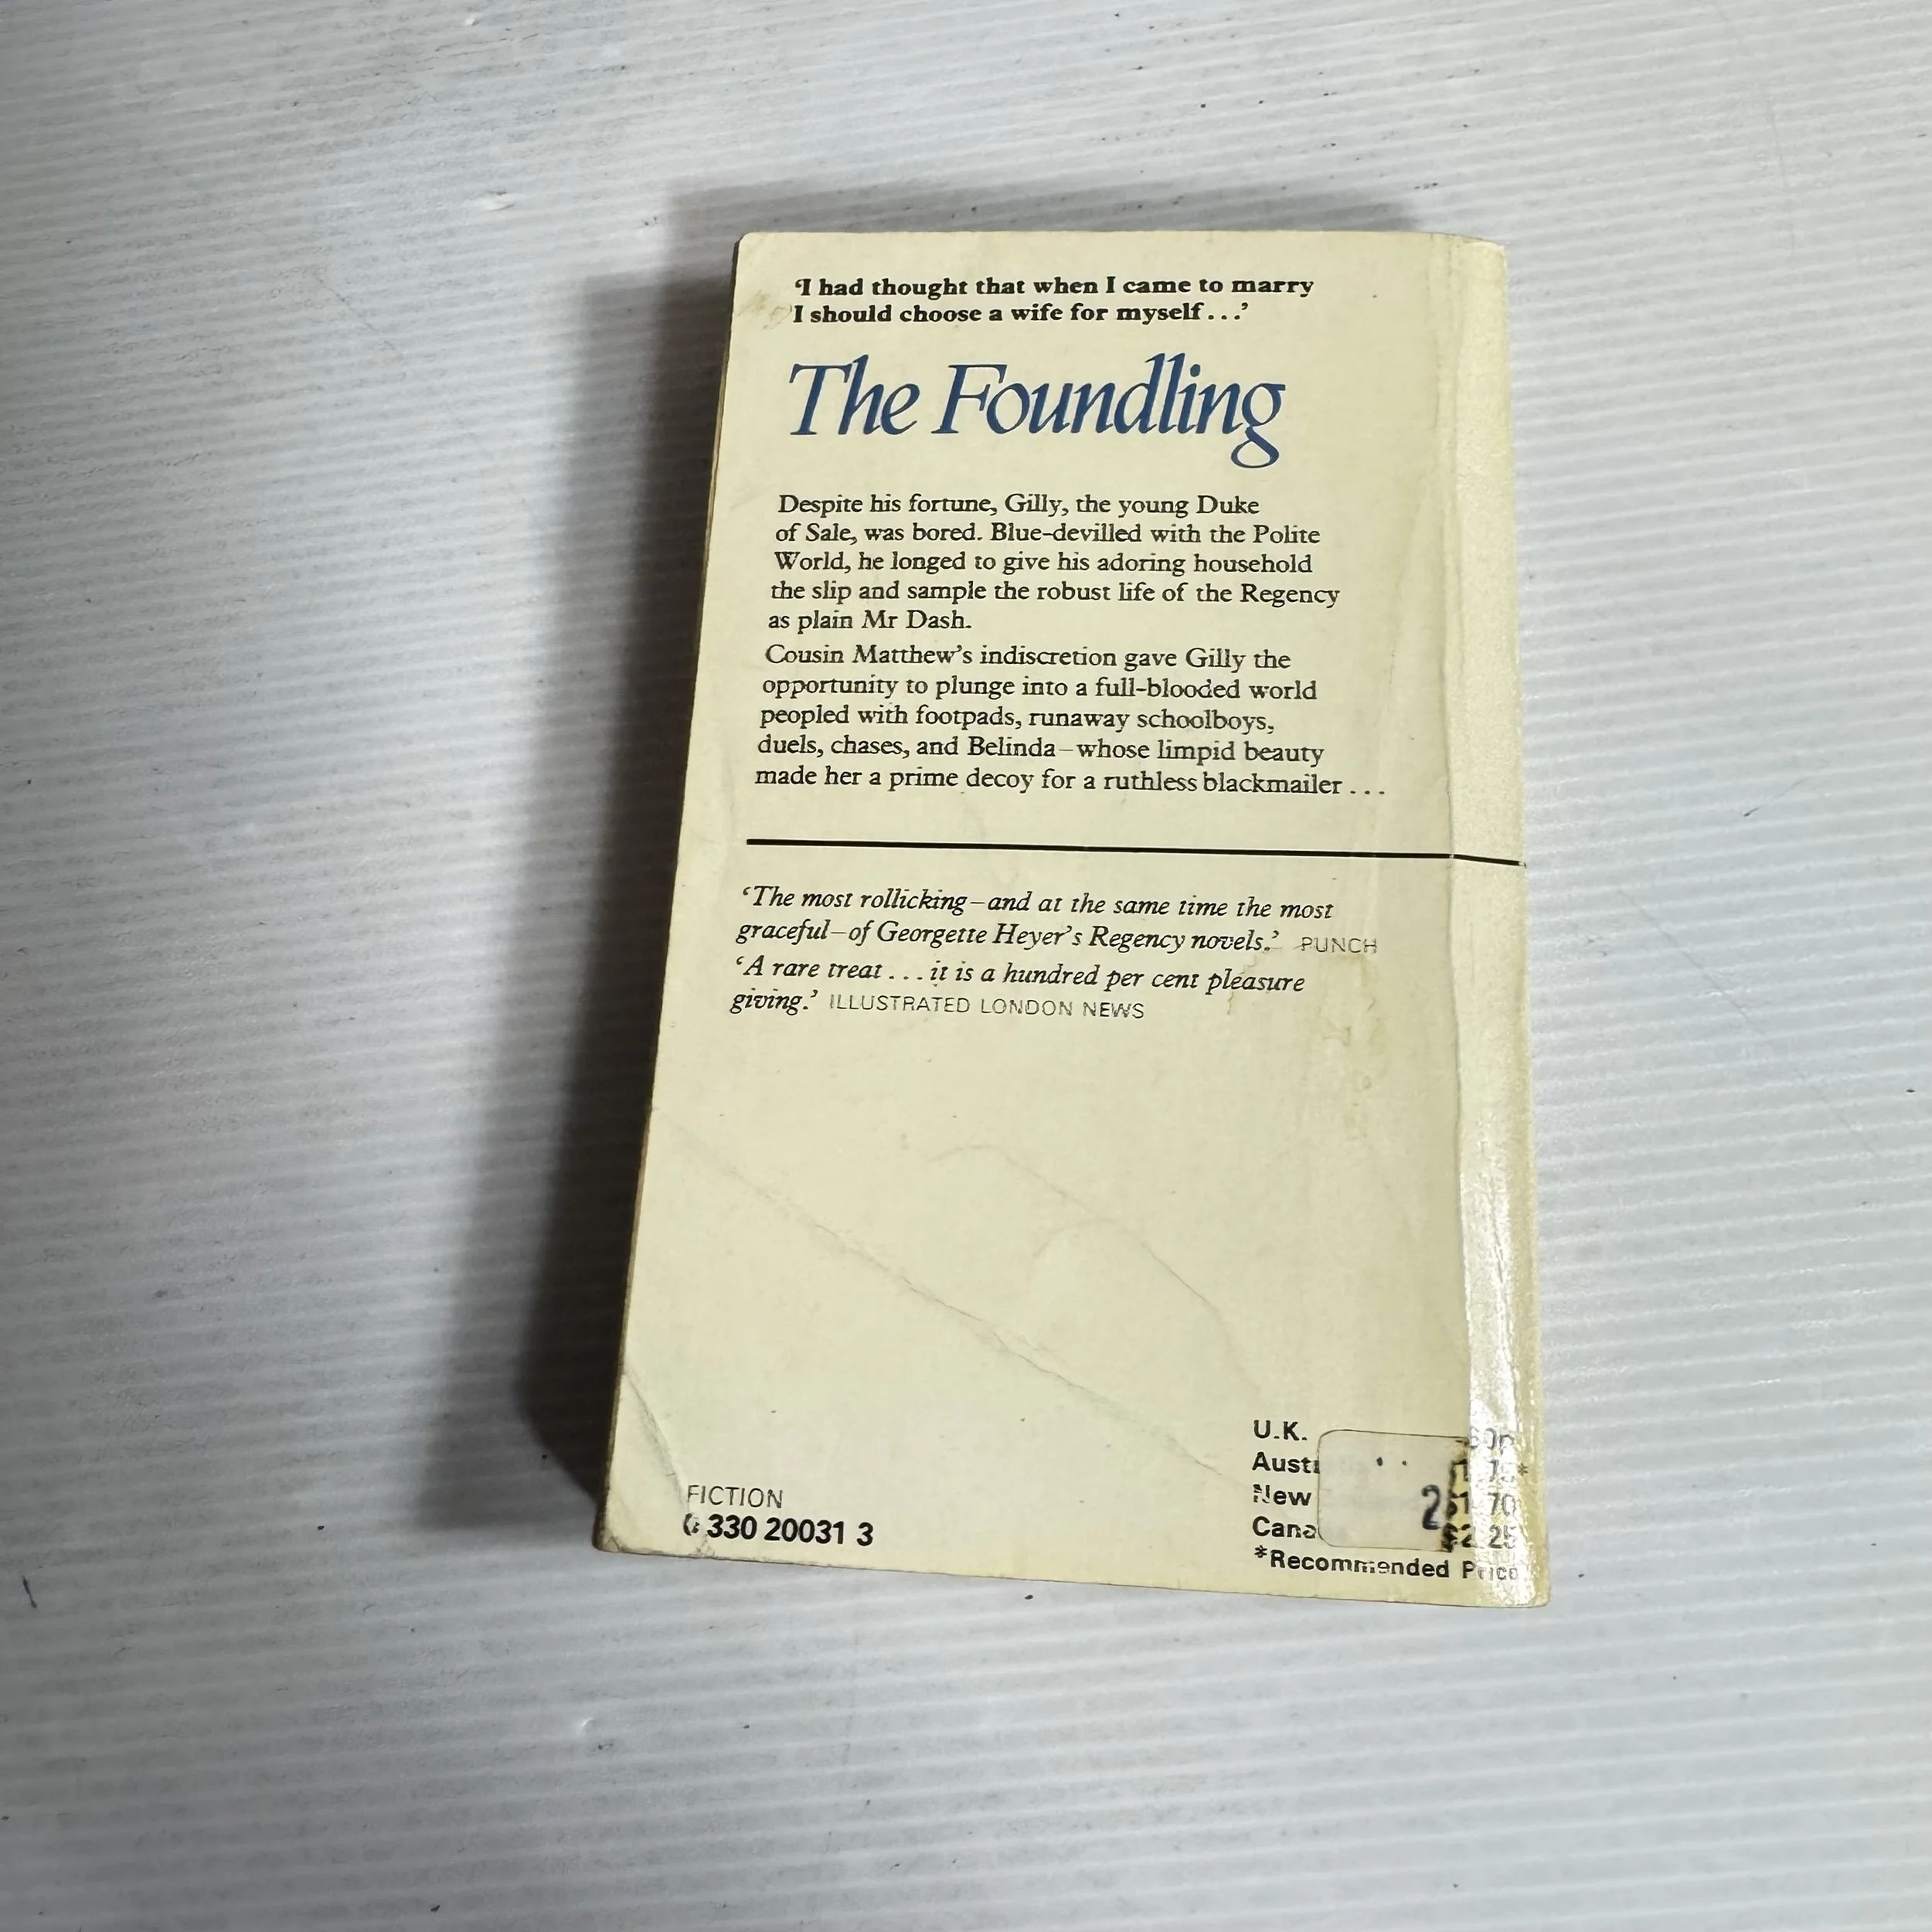 ‘I had thought that when I came to marry
I should choose a wife for myself...’
The Foundling
Despite his fortune, Gilly, the young Duke
of Sale, was bored. Blue-devilled with the Polite
World, he longed to give his adoring household
the slip and sample the robust life of the Regency
as plain Mr Dash.
Cousin Matthew’s indiscretion gave Gilly the
opportunity to plunge into a full-blooded world
peopled with footpads, runaway schoolboys,
duels, chases, and Belinda–whose limpid beauty
made her a prime decoy for a ruthless blackmailer ...
‘The most rollicking–and at the same time the most
graceful–of Georgette Heyer’s Regency novels.’ PUNCH
‘A rare treat ... it is a hundred per cent pleasure
giving.’ ILLUSTRATED LONDON NEWS
FICTION
0 330 20031 3
U.K.
New
*Recommended Price